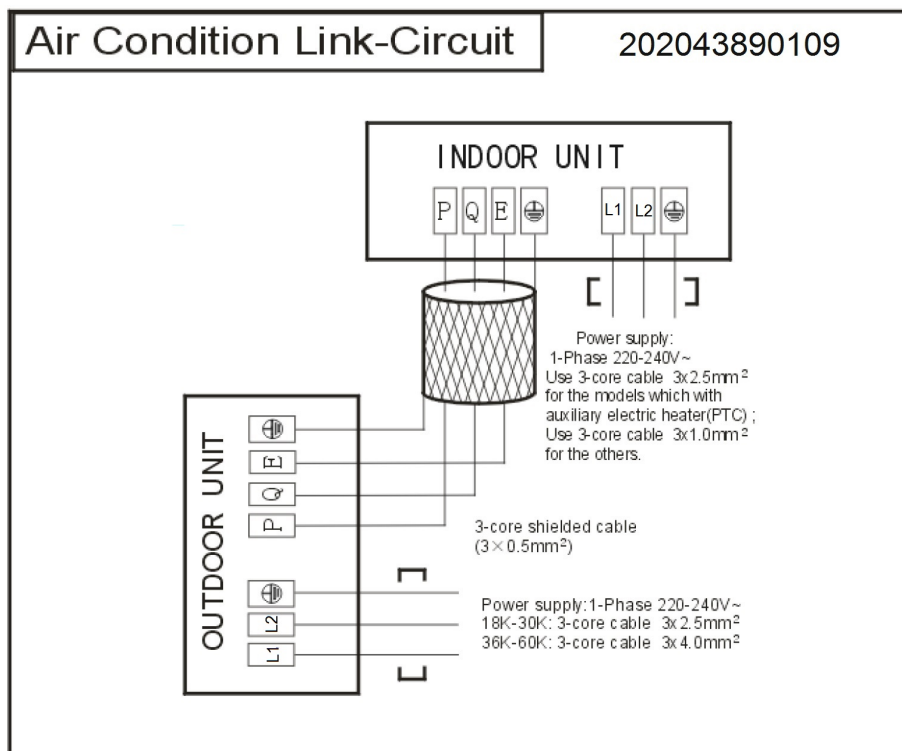 Air Condition Link-Circuit
202043890109
INDOOR UNIT
P Q E L1 L2
Power supply:
1-Phase 220-240V~
Use 3-core cable 3x2.5mm²
for the models which with
auxiliary electric heater(PTC) ;
Use 3-core cable 3x1.0mm²
for the others.
OUTDOOR UNIT
E
Q
P
L2
L1
3-core shielded cable
(3×0.5mm²)
Power supply:1-Phase 220-240V~
18K-30K: 3-core cable 3x2.5mm²
36K-60K: 3-core cable 3x4.0mm²